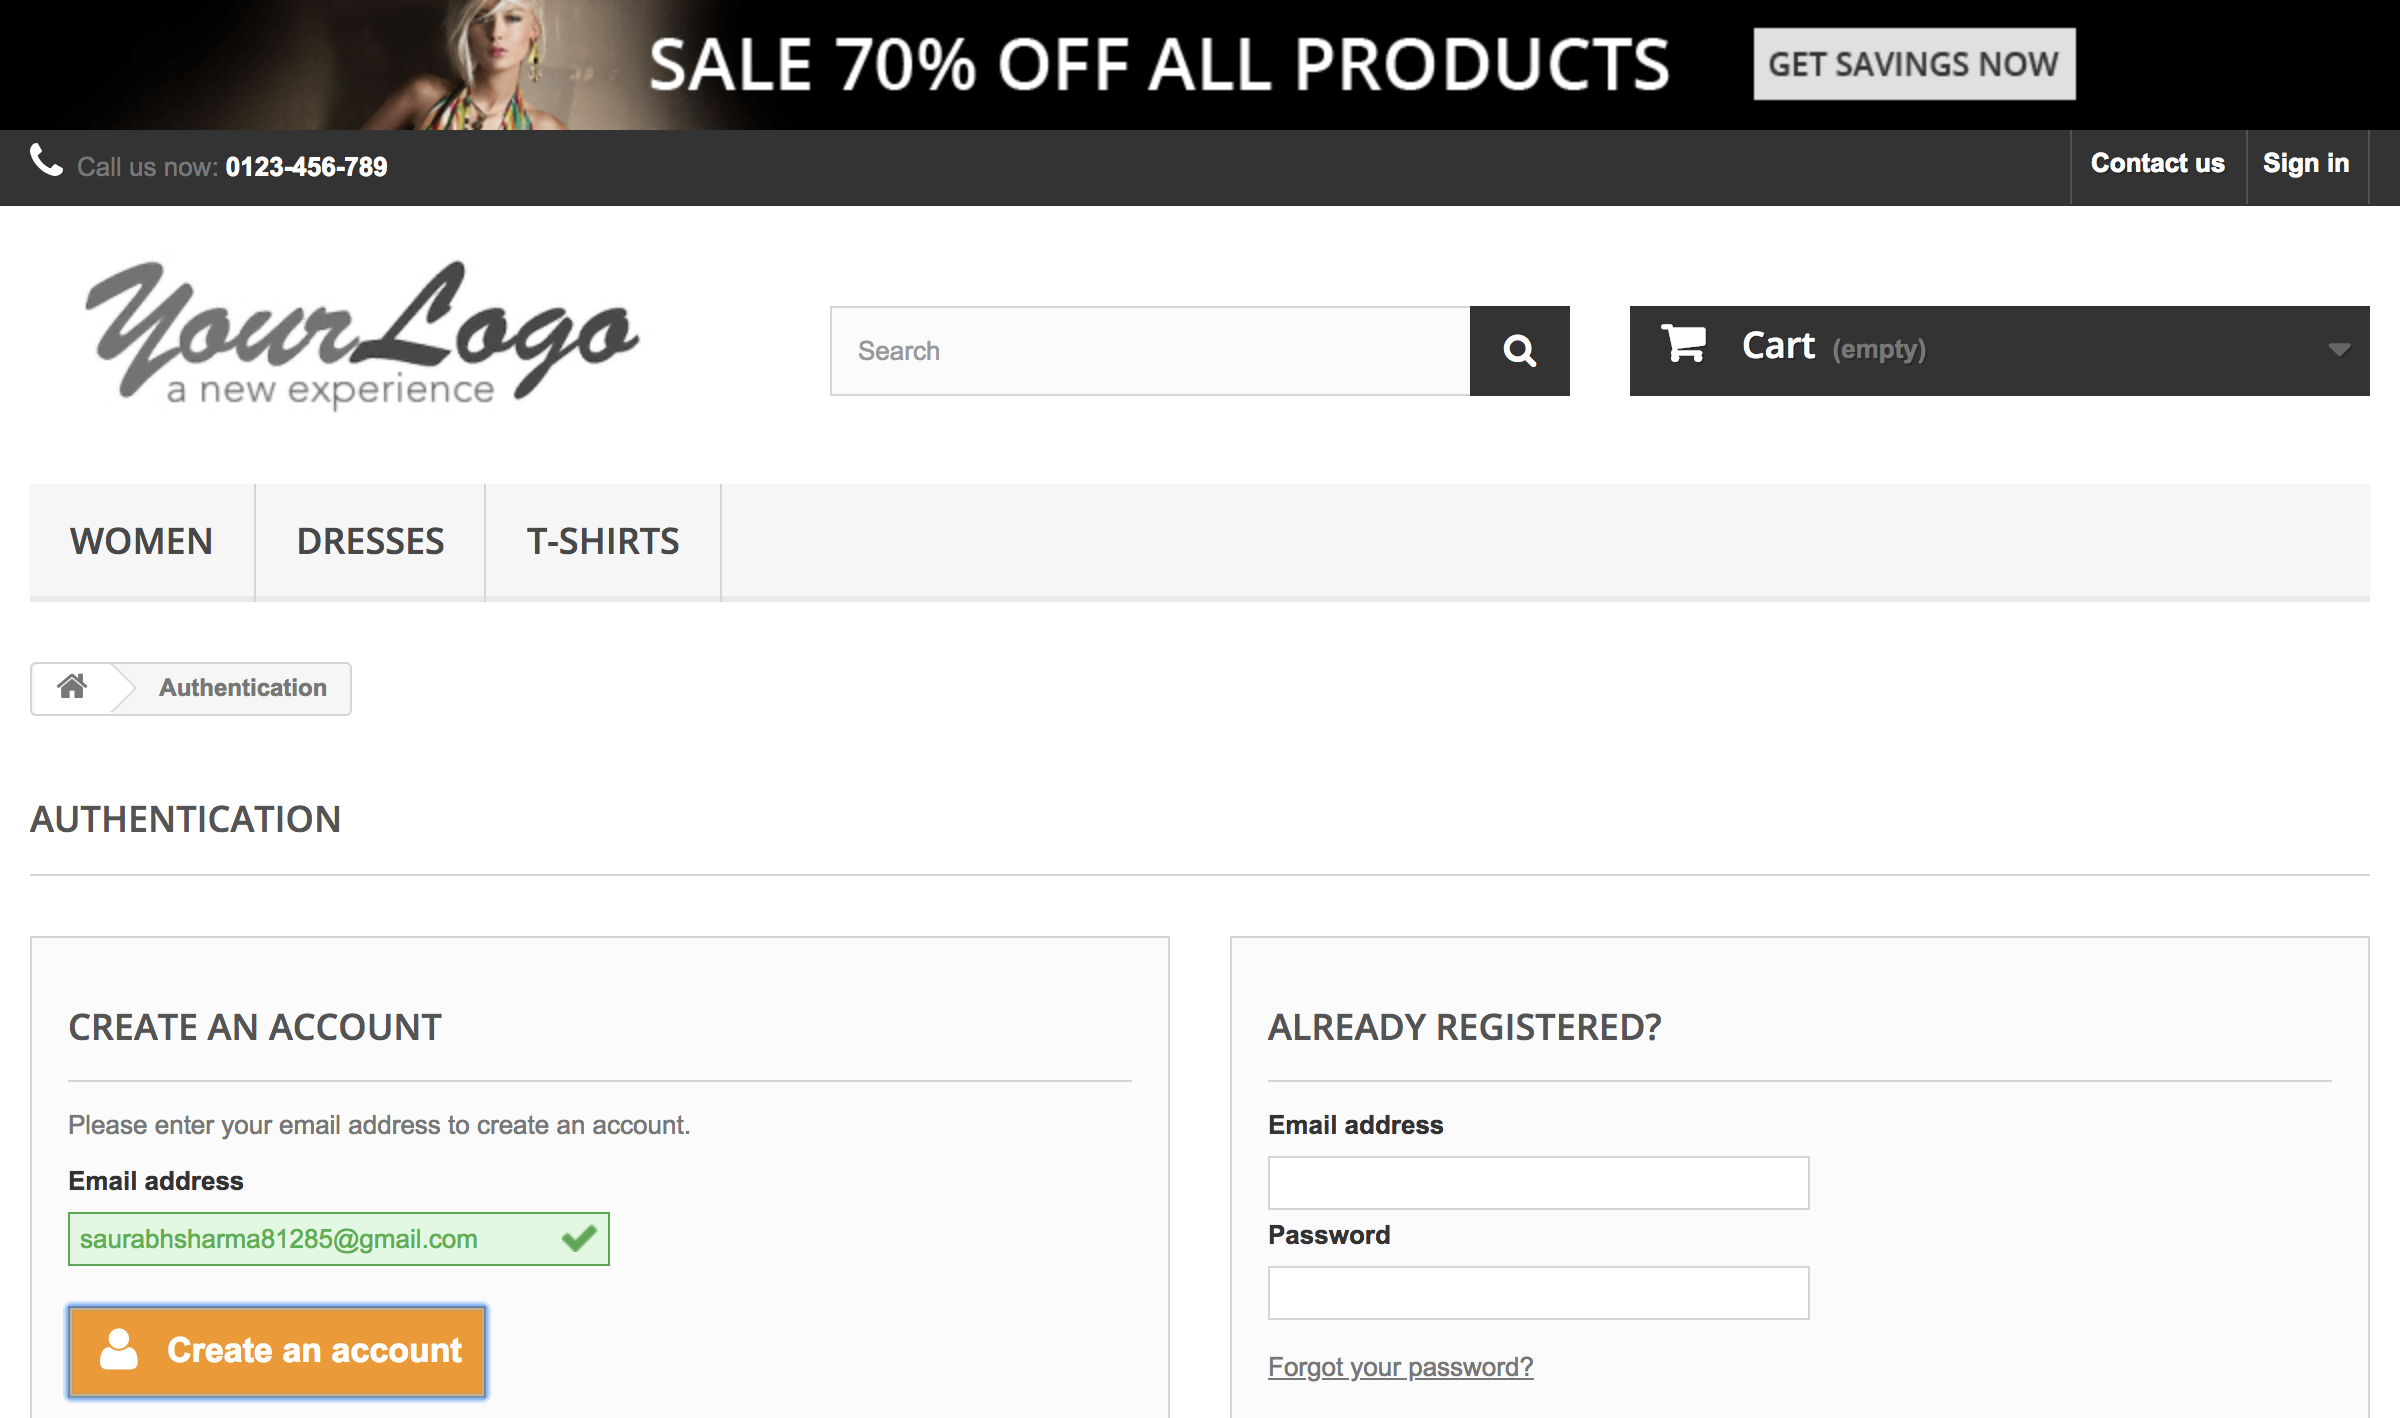 SALE 70% OFF ALL PRODUCTS
GET SAVINGS NOW
Call us now: 0123-456-789
Contact us
Sign in
YourLogo
a new experience
Search
Cart (empty)
WOMEN
DRESSES
T-SHIRTS
Authentication
AUTHENTICATION
CREATE AN ACCOUNT
Please enter your email address to create an account.
Email address
saurabhsharma81285@gmail.com
Create an account
ALREADY REGISTERED?
Email address
Password
Forgot your password?